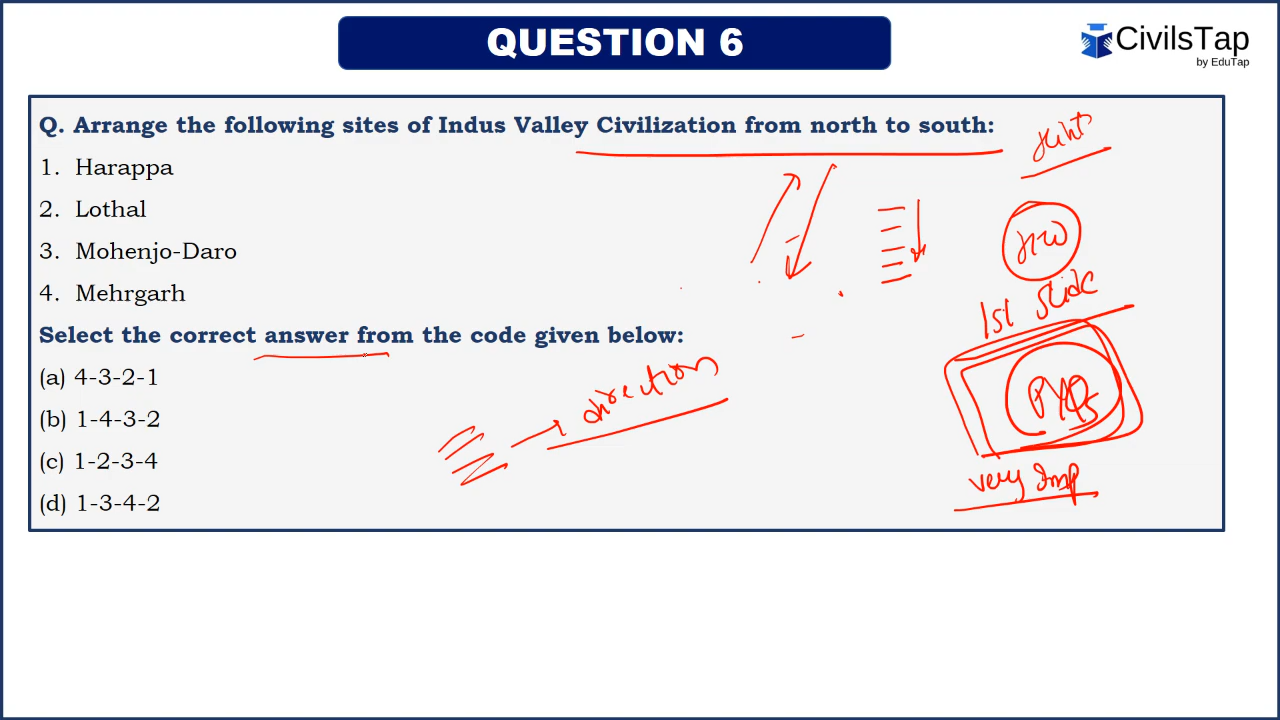 QUESTION 6
CivilsTap
by EduTap
Q. Arrange the following sites of Indus Valley Civilization from north to south:
1. Harappa
2. Lothal
3. Mohenjo-Daro
4. Mehrgarh
Select the correct answer from the code given below:
(a) 4-3-2-1
(b) 1-4-3-2
(c) 1-2-3-4
(d) 1-3-4-2
1st slide
PYQs
very Imp
direction